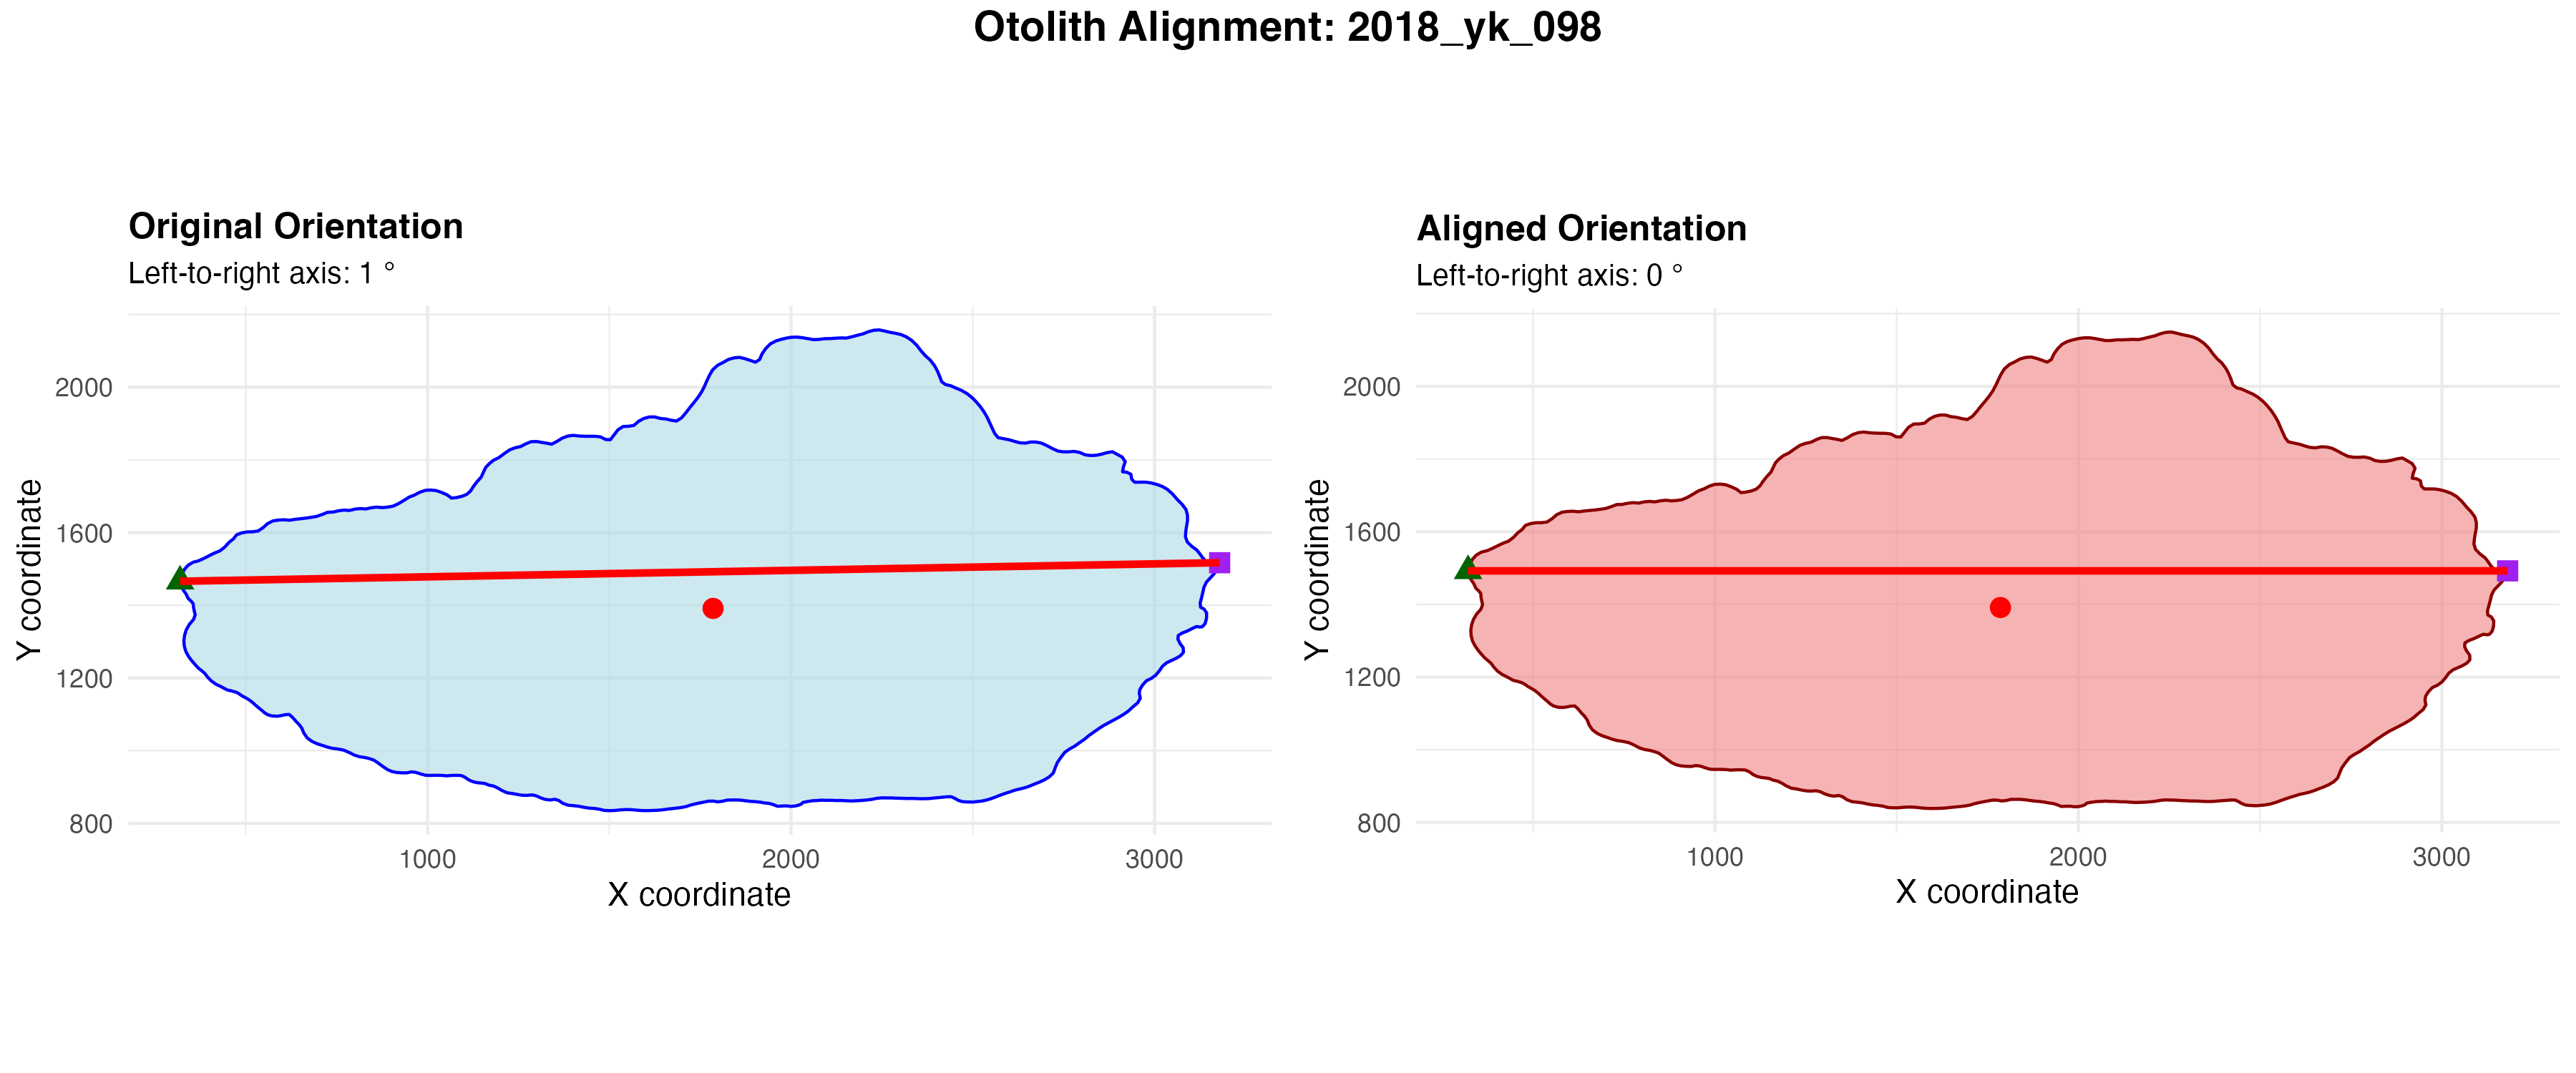 Otolith Alignment: 2018_yk_098
Original Orientation
Left-to-right axis: 1 °
2000
1600
1200
800
Y coordinate
1000 2000 3000
X coordinate
Aligned Orientation
Left-to-right axis: 0 °
2000
1600
1200
800
Y coordinate
1000 2000 3000
X coordinate